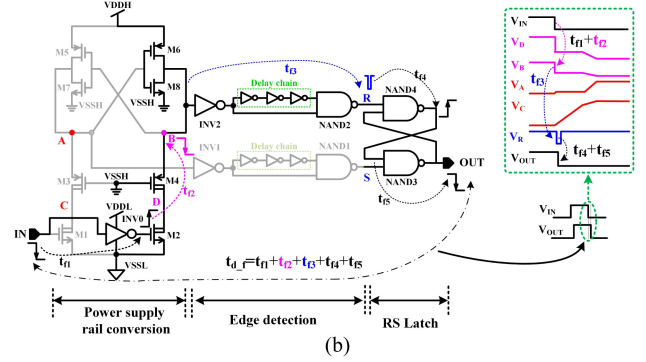 VDDH
M5
M6
M7
M8
VSSH
VSSH
A
B
tf3
Delay chain
INV2
NAND2
R
NAND4
tf4
INV1
Delay chain
NAND1
S
NAND3
tf5
OUT
M3
VSSH
M4
tf2
C
D
VDDL
INV0
IN
M1
M2
tf1
VSSL
td_f=tf1+tf2+tf3+tf4+tf5
Power supply rail conversion
Edge detection
RS Latch
VIN
tf1+tf2
VD
VB
tf3
VA
VC
VR
tf4+tf5
VOUT
VIN
VOUT
(b)